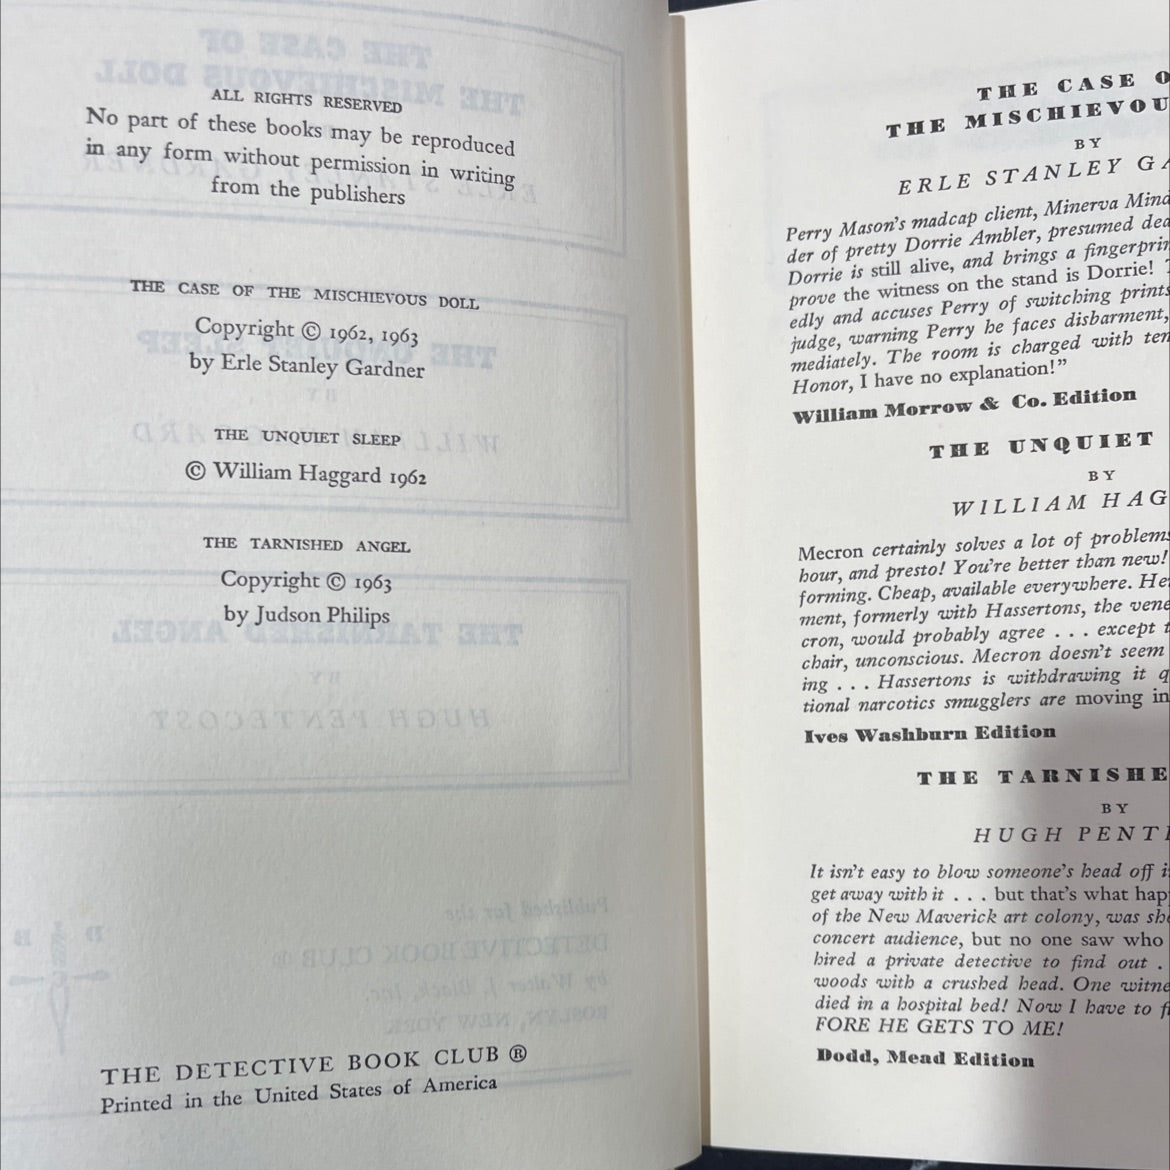 ALL RIGHTS RESERVED
No part of these books may be reproduced
in any form without permission in writing
from the publishers
THE CASE OF THE MISCHIEVOUS DOLL
Copyright © 1962, 1963
by Erle Stanley Gardner
THE UNQUIET SLEEP
© William Haggard 1962
THE TARNISHED ANGEL
Copyright © 1963
by Judson Philips
THE DETECTIVE BOOK CLUB ®
Printed in the United States of America
THE CASE O
THE MISCHIEVOU
BY
ERLE STANLEY GA
Perry Mason's madcap client, Minerva Mind
der of pretty Dorrie Ambler, presumed dea
Dorrie is still alive, and brings a fingerprin
prove the witness on the stand is Dorrie!
edly and accuses Perry of switching prints
judge, warning Perry he faces disbarment,
mediately. The room is charged with ten
Honor, I have no explanation!"
William Morrow & Co. Edition
THE UNQUIET
BY
WILLIAM HAG
Mecron certainly solves a lot of problems
hour, and presto! You're better than new!
forming. Cheap, available everywhere. He
ment, formerly with Hassertons, the vene
cron, would probably agree . . . except t
chair, unconscious. Mecron doesn't seem
ing . . . Hassertons is withdrawing it q
tional narcotics smugglers are moving in
Ives Washburn Edition
THE TARNISHE
BY
HUGH PENTE
It isn't easy to blow someone's head off i
get away with it . . . but that's what hap
of the New Maverick art colony, was sho
concert audience, but no one saw who
hired a private detective to find out .
woods with a crushed head. One witne
died in a hospital bed! Now I have to f
FORE HE GETS TO ME!
Dodd, Mead Edition